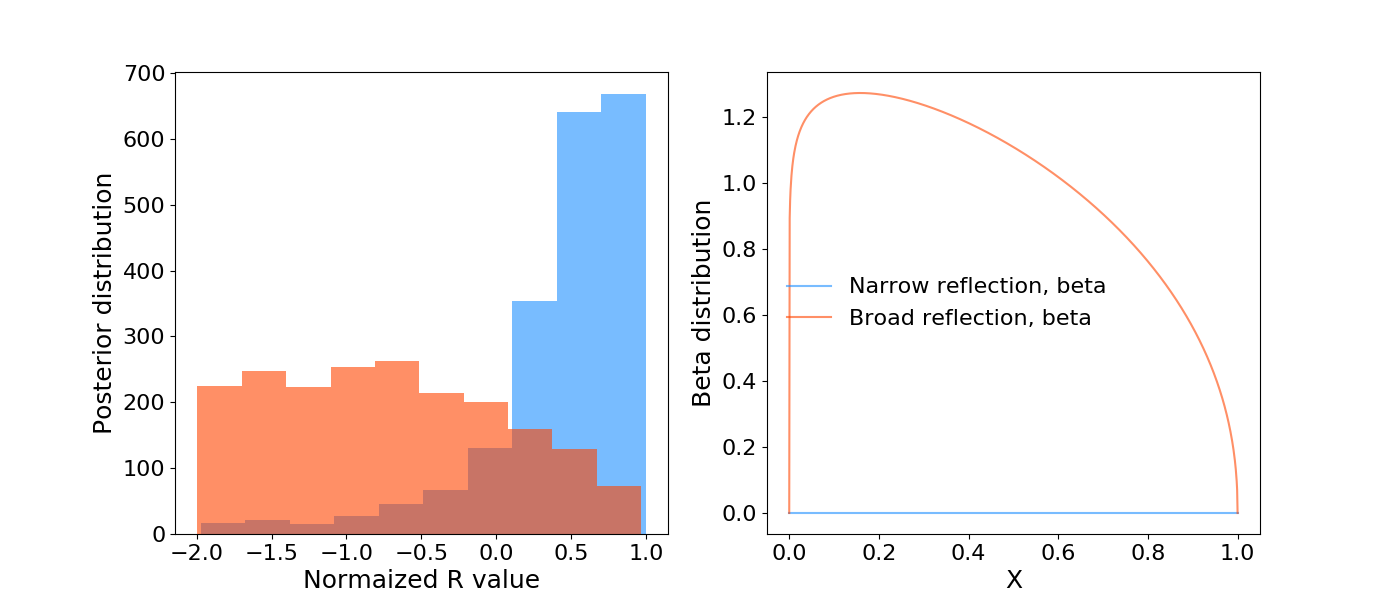 Posterior distribution
700
600
500
400
300
200
100
0
−2.0 −1.5 −1.0 −0.5 0.0 0.5 1.0
Normaized R value
Beta distribution
1.2
1.0
0.8
0.6
0.4
0.2
0.0
Narrow reflection, beta
Broad reflection, beta
0.0 0.2 0.4 0.6 0.8 1.0
X